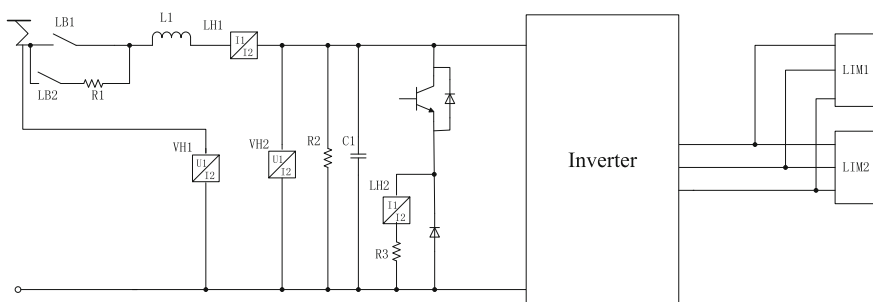 LB1
L1
LH1
I1
I2
LB2
R1
VH1
U1
I2
VH2
U1
I2
R2
C1
LH2
I1
I2
R3
Inverter
LIM1
LIM2